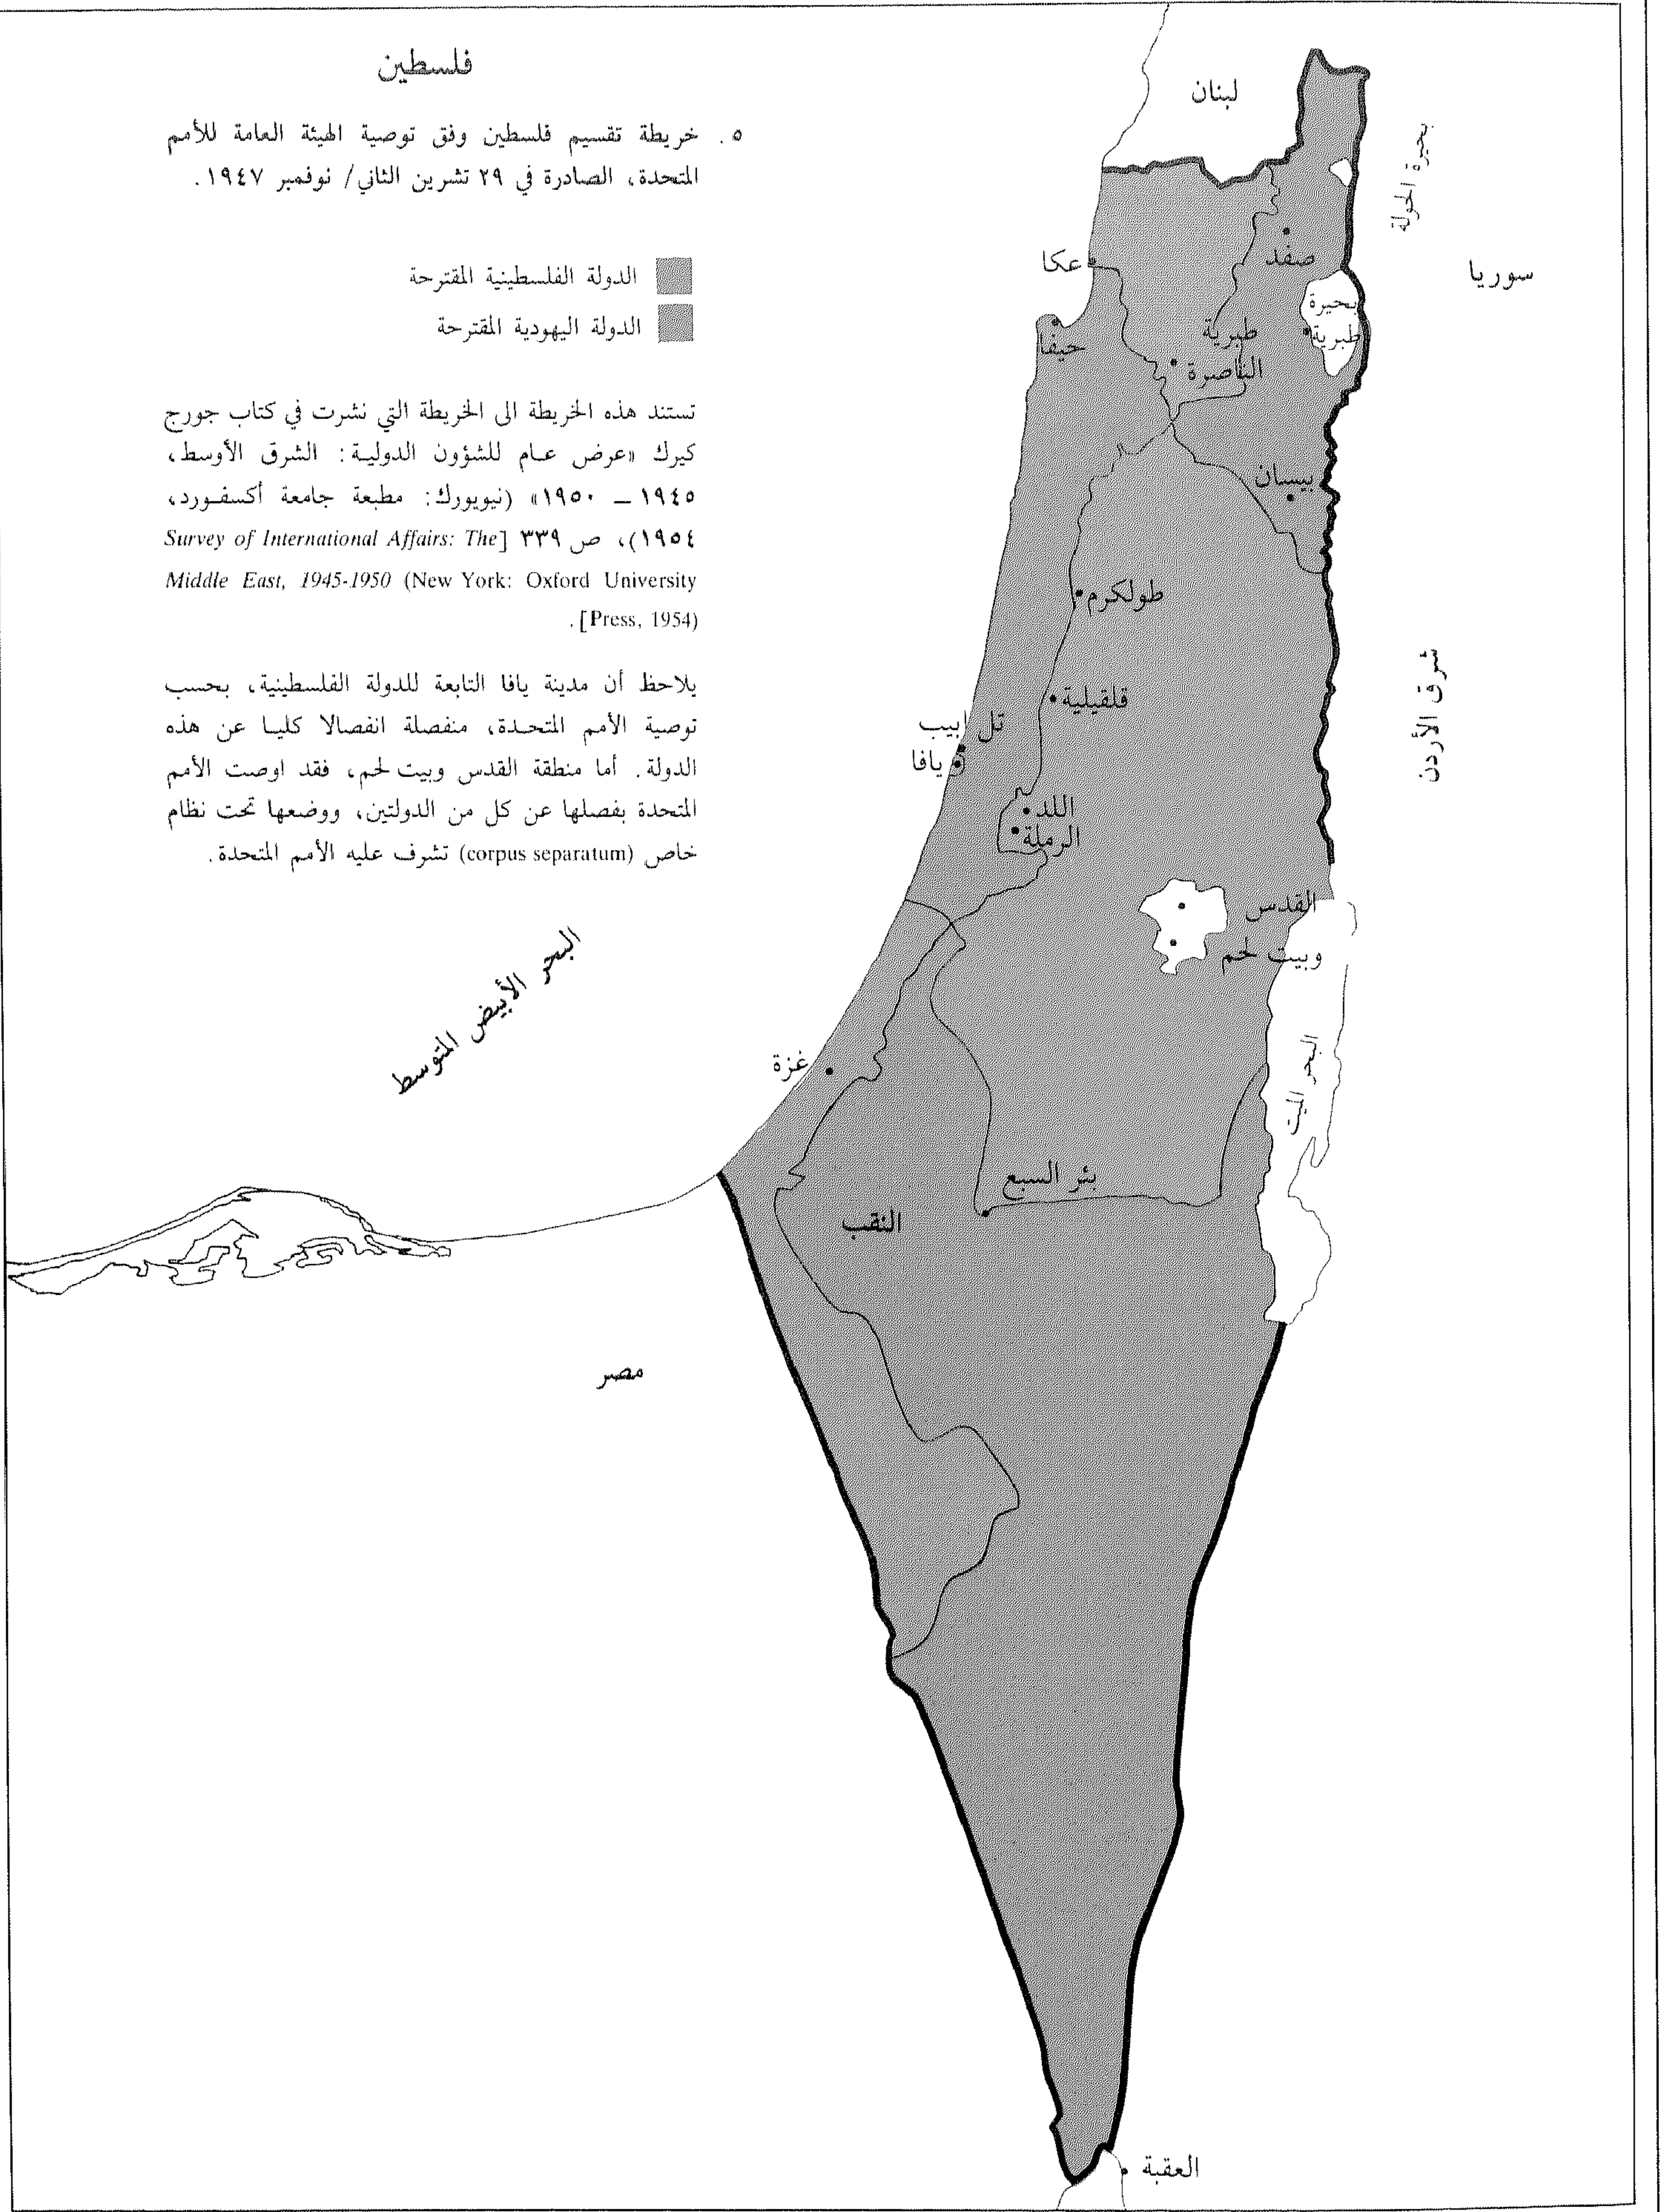 فلسطين
٥. خريطة تقسيم فلسطين وفق توصية الهيئة العامة للأمم
المتحدة، الصادرة في ٢٩ تشرين الثاني/ نوفمبر ١٩٤٧.
الدولة الفلسطينية المقترحة
الدولة اليهودية المقترحة
تستند هذه الخريطة الى الخريطة التي نشرت في كتاب جورج
كيرك «عرض عام للشؤون الدولية: الشرق الأوسط،
١٩٤٥ – ١٩٥٠» (نيويورك: مطبعة جامعة أكسفورد،
١٩٥٤)، ص ٣٣٩ [Survey of International Affairs: The
Middle East, 1945-1950 (New York: Oxford University
Press, 1954)].
يلاحظ أن مدينة يافا التابعة للدولة الفلسطينية، بحسب
توصية الأمم المتحدة، منفصلة انفصالا كليا عن هذه
الدولة. أما منطقة القدس وبيت لحم، فقد اوصت الأمم
المتحدة بفصلها عن كل من الدولتين، ووضعها تحت نظام
خاص (corpus separatum) تشرف عليه الأمم المتحدة.
لبنان
بحيرة الحولة
سوريا
صفد
عكا
بحيرة
طبرية
طبرية
حيفا
الناصرة
بيسان
طولكرم
شرق الأردن
قلقيلية
تل ابيب
يافا
اللد
الرملة
القدس
وبيت لحم
البحر الأبيض المتوسط
البحر الميت
غزة
بئر السبع
النقب
مصر
العقبة